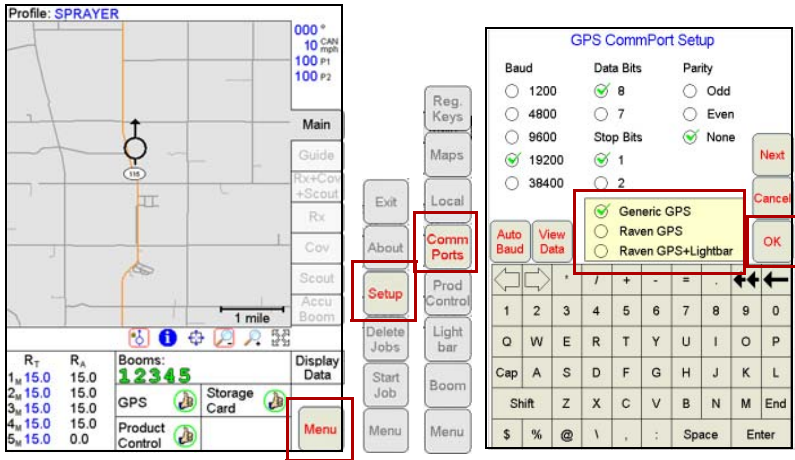 Profile: SPRAYER
000 °
10 CAN mph
100 P1
100 P2
Main
Guide
Rx+Cov
+Scout
Rx
Cov
Scout
Accu
Boom
115
1 mile
RT RA
1M 15.0 15.0
2M 15.0 15.0
3M 15.0 15.0
4M 15.0 15.0
5M 15.0 0.0
Booms:
12345
GPS
Storage
Card
Product
Control
Display
Data
Menu
Exit
About
Setup
Delete
Jobs
Start
Job
Menu
Reg.
Keys
Maps
Local
Comm
Ports
Prod
Control
Light
bar
Boom
Menu
GPS CommPort Setup
Baud Data Bits Parity
1200 8 Odd
4800 7 Even
9600 Stop Bits None
19200 1
38400 2
Next
Cancel
OK
Generic GPS
Raven GPS
Raven GPS+Lightbar
Auto
Baud
View
Data
' / + - = .
1 2 3 4 5 6 7 8 9 0
Q W E R T Y U I O P
Cap A S D F G H J K L
Shift Z X C V B N M End
$ % @ \ , : Space Enter